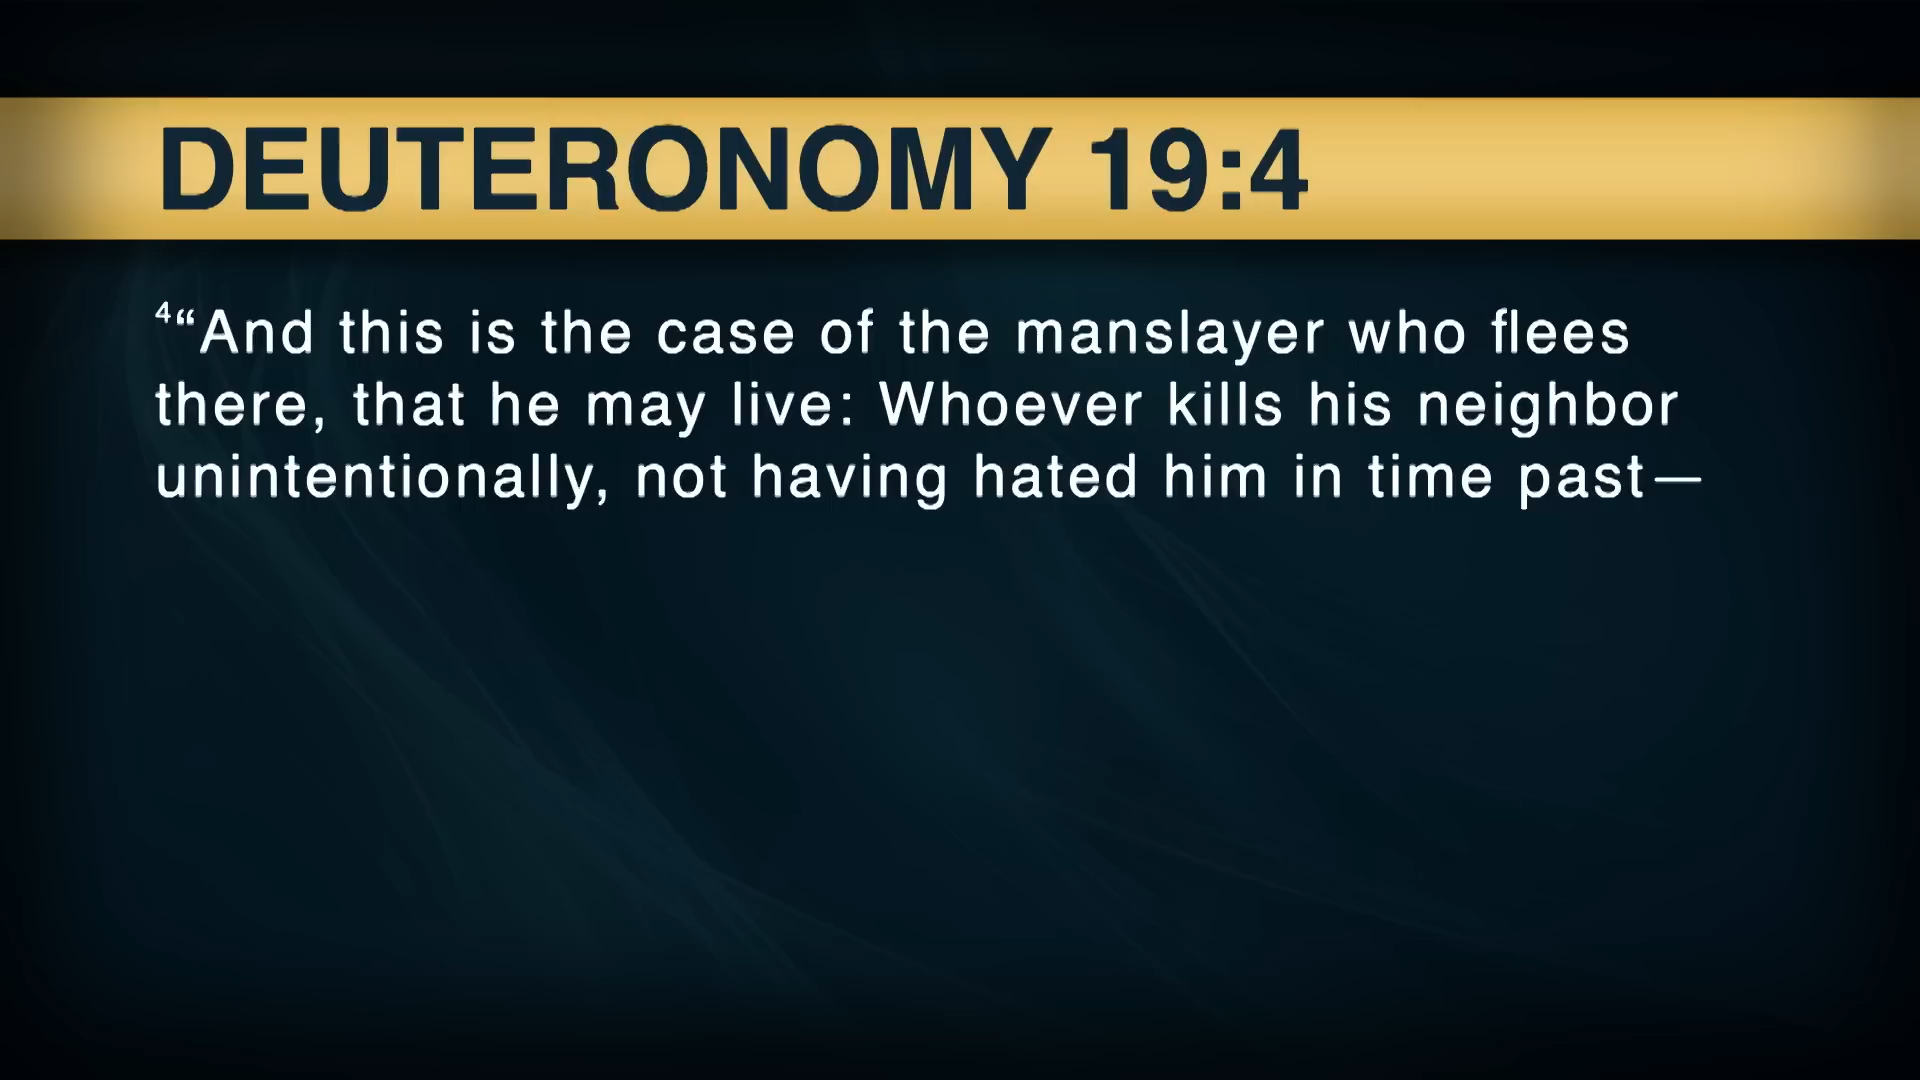 DEUTERONOMY 19:4
⁴“And this is the case of the manslayer who flees
there, that he may live: Whoever kills his neighbor
unintentionally, not having hated him in time past—